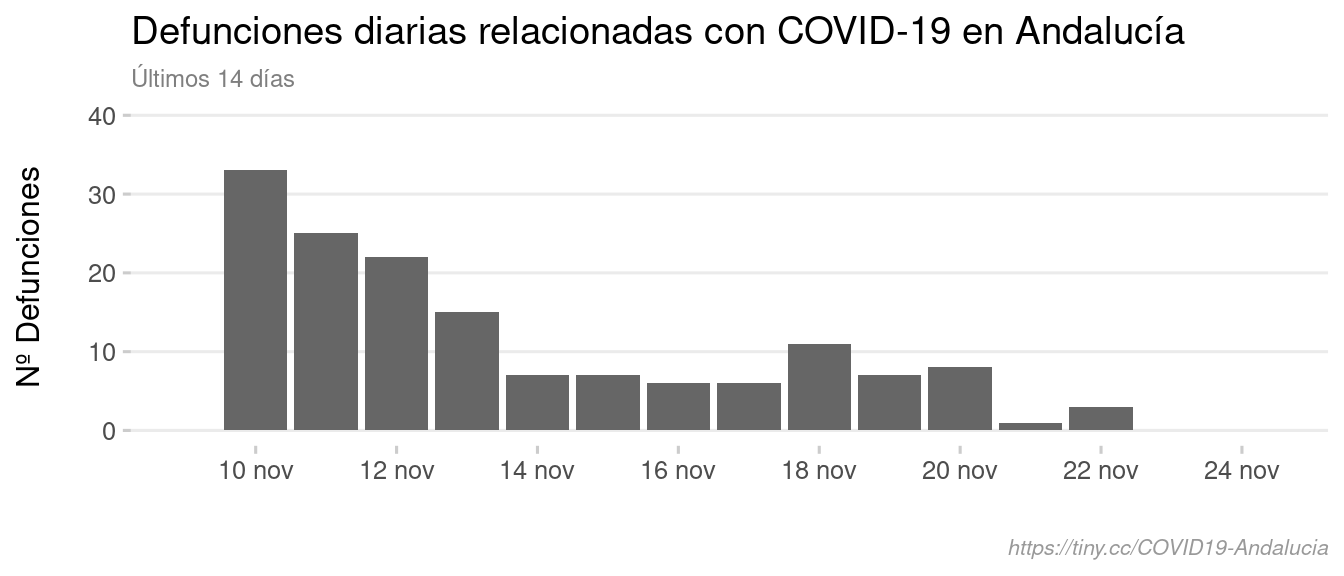 Defunciones diarias relacionadas con COVID-19 en Andalucía
Últimos 14 días
Nº Defunciones
40
30
20
10
0
10 nov 12 nov 14 nov 16 nov 18 nov 20 nov 22 nov 24 nov
https://tiny.cc/COVID19-Andalucia